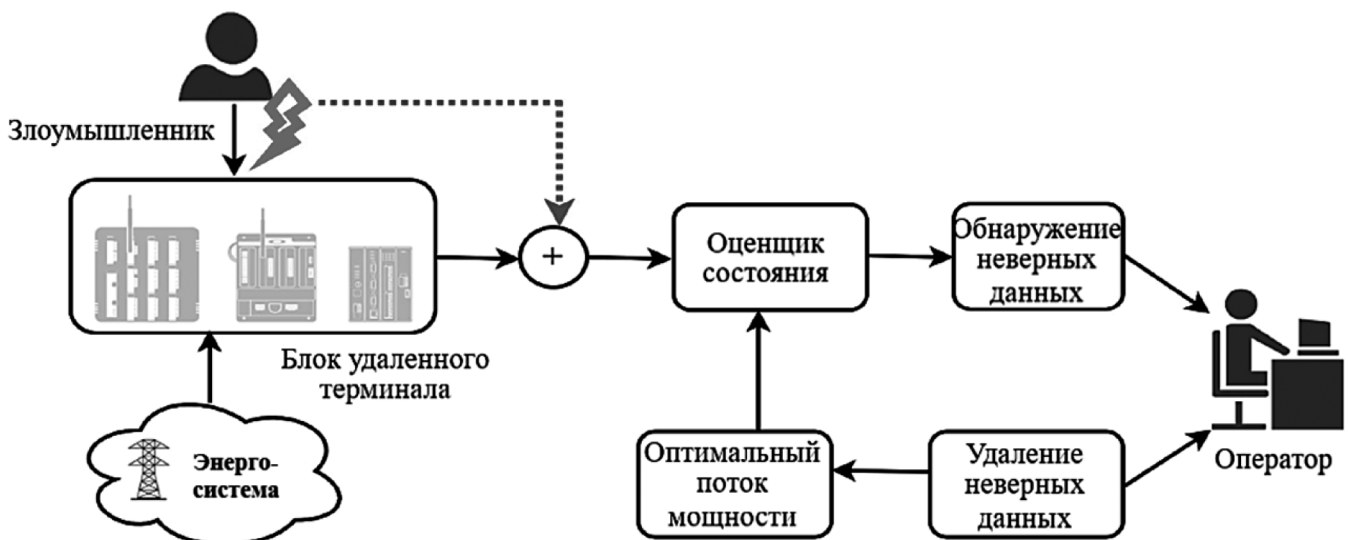 Злоумышленник
+
Оценщик
состояния
Обнаружение
неверных
данных
Блок удаленного
терминала
Энерго-
система
Оптимальный
поток
мощности
Удаление
неверных
данных
Оператор